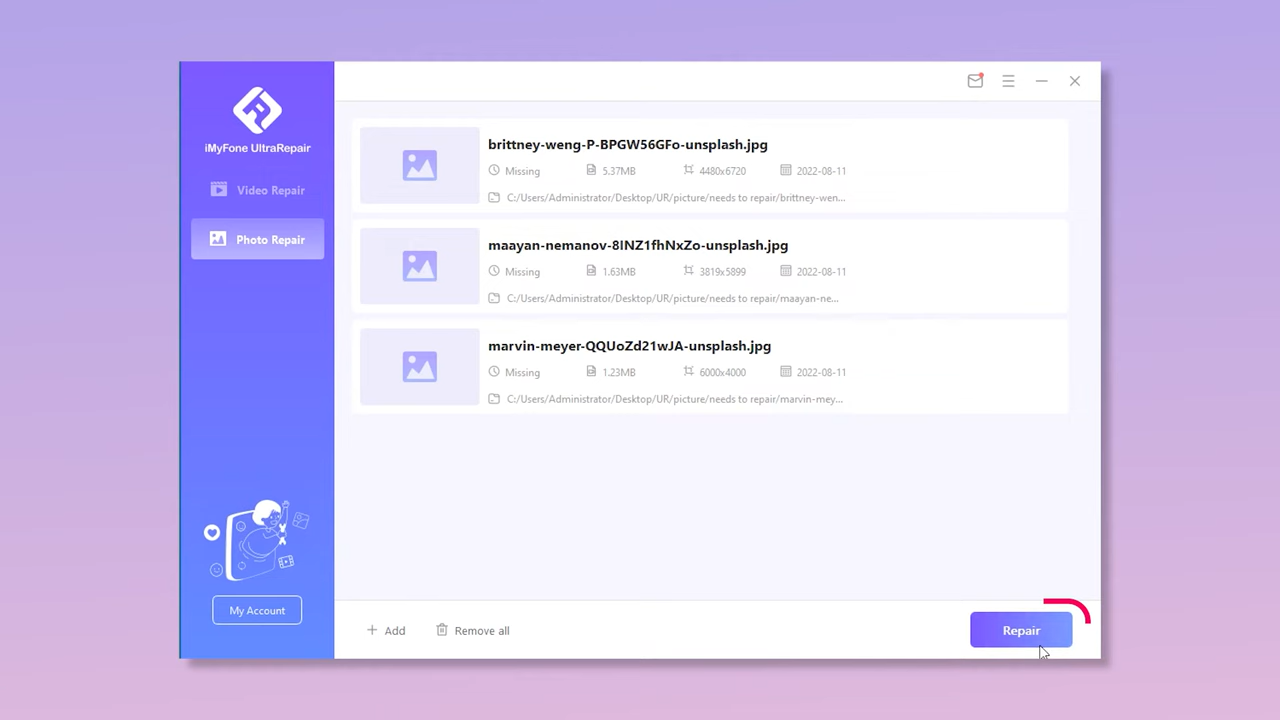 iMyFone UltraRepair
Video Repair
Photo Repair
My Account
brittney-weng-P-BPGW56GFo-unsplash.jpg
Missing 5.37MB 4480x6720 2022-08-11
C:/Users/Administrator/Desktop/UR/picture/needs to repair/brittney-wen...
maayan-nemanov-8INZ1fhNxZo-unsplash.jpg
Missing 1.63MB 3819x5899 2022-08-11
C:/Users/Administrator/Desktop/UR/picture/needs to repair/maayan-ne...
marvin-meyer-QQUoZd21wJA-unsplash.jpg
Missing 1.23MB 6000x4000 2022-08-11
C:/Users/Administrator/Desktop/UR/picture/needs to repair/marvin-mey...
Add Remove all Repair